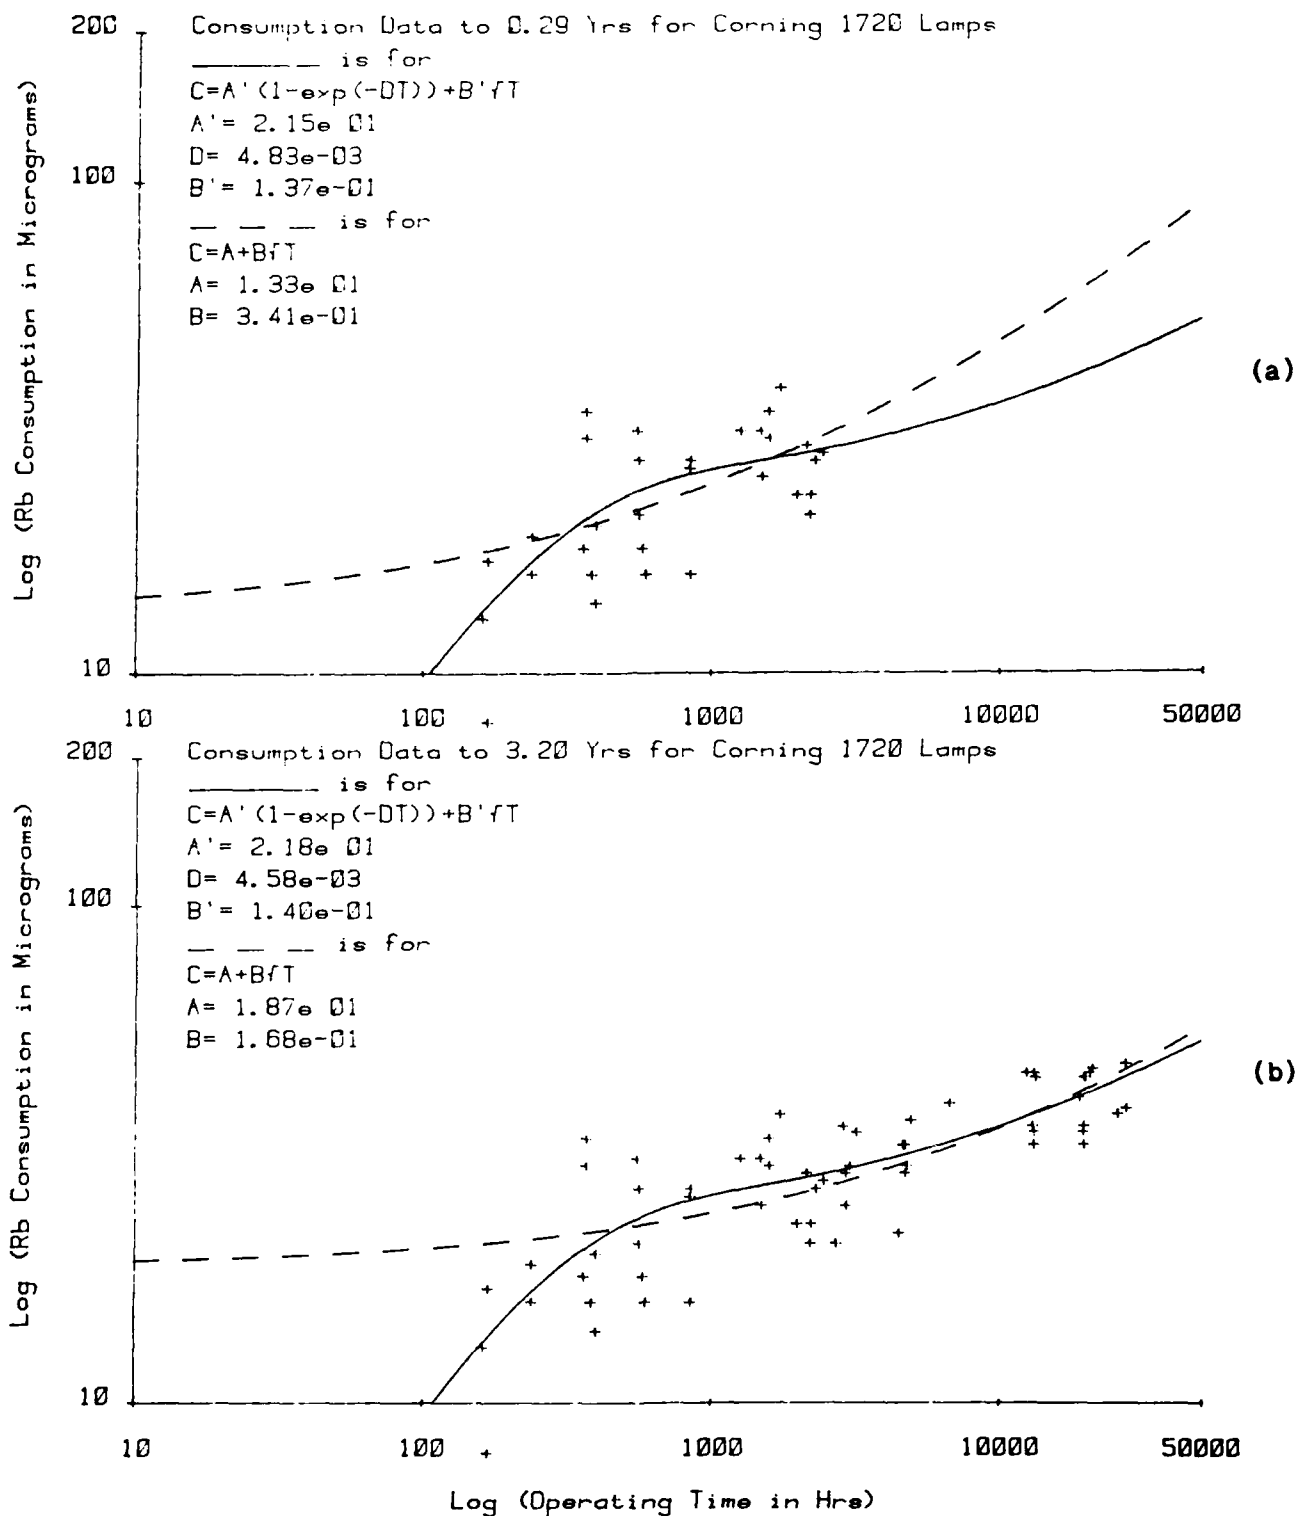 Consumption Data to 0.29 Yrs for Corning 1720 Lamps
is for
C=A'(1-exp(-DT))+B'√T
A'= 2.15e 01
D= 4.83e-03
B'= 1.37e-01
is for
C=A+B√T
A= 1.33e 01
B= 3.41e-01
Log (Rb Consumption in Micrograms)
200
100
10
10 100 1000 10000 50000
(a)
Consumption Data to 3.20 Yrs for Corning 1720 Lamps
is for
C=A'(1-exp(-DT))+B'√T
A'= 2.18e 01
D= 4.58e-03
B'= 1.40e-01
is for
C=A+B√T
A= 1.87e 01
B= 1.68e-01
Log (Rb Consumption in Micrograms)
200
100
10
10 100 1000 10000 50000
(b)
Log (Operating Time in Hrs)